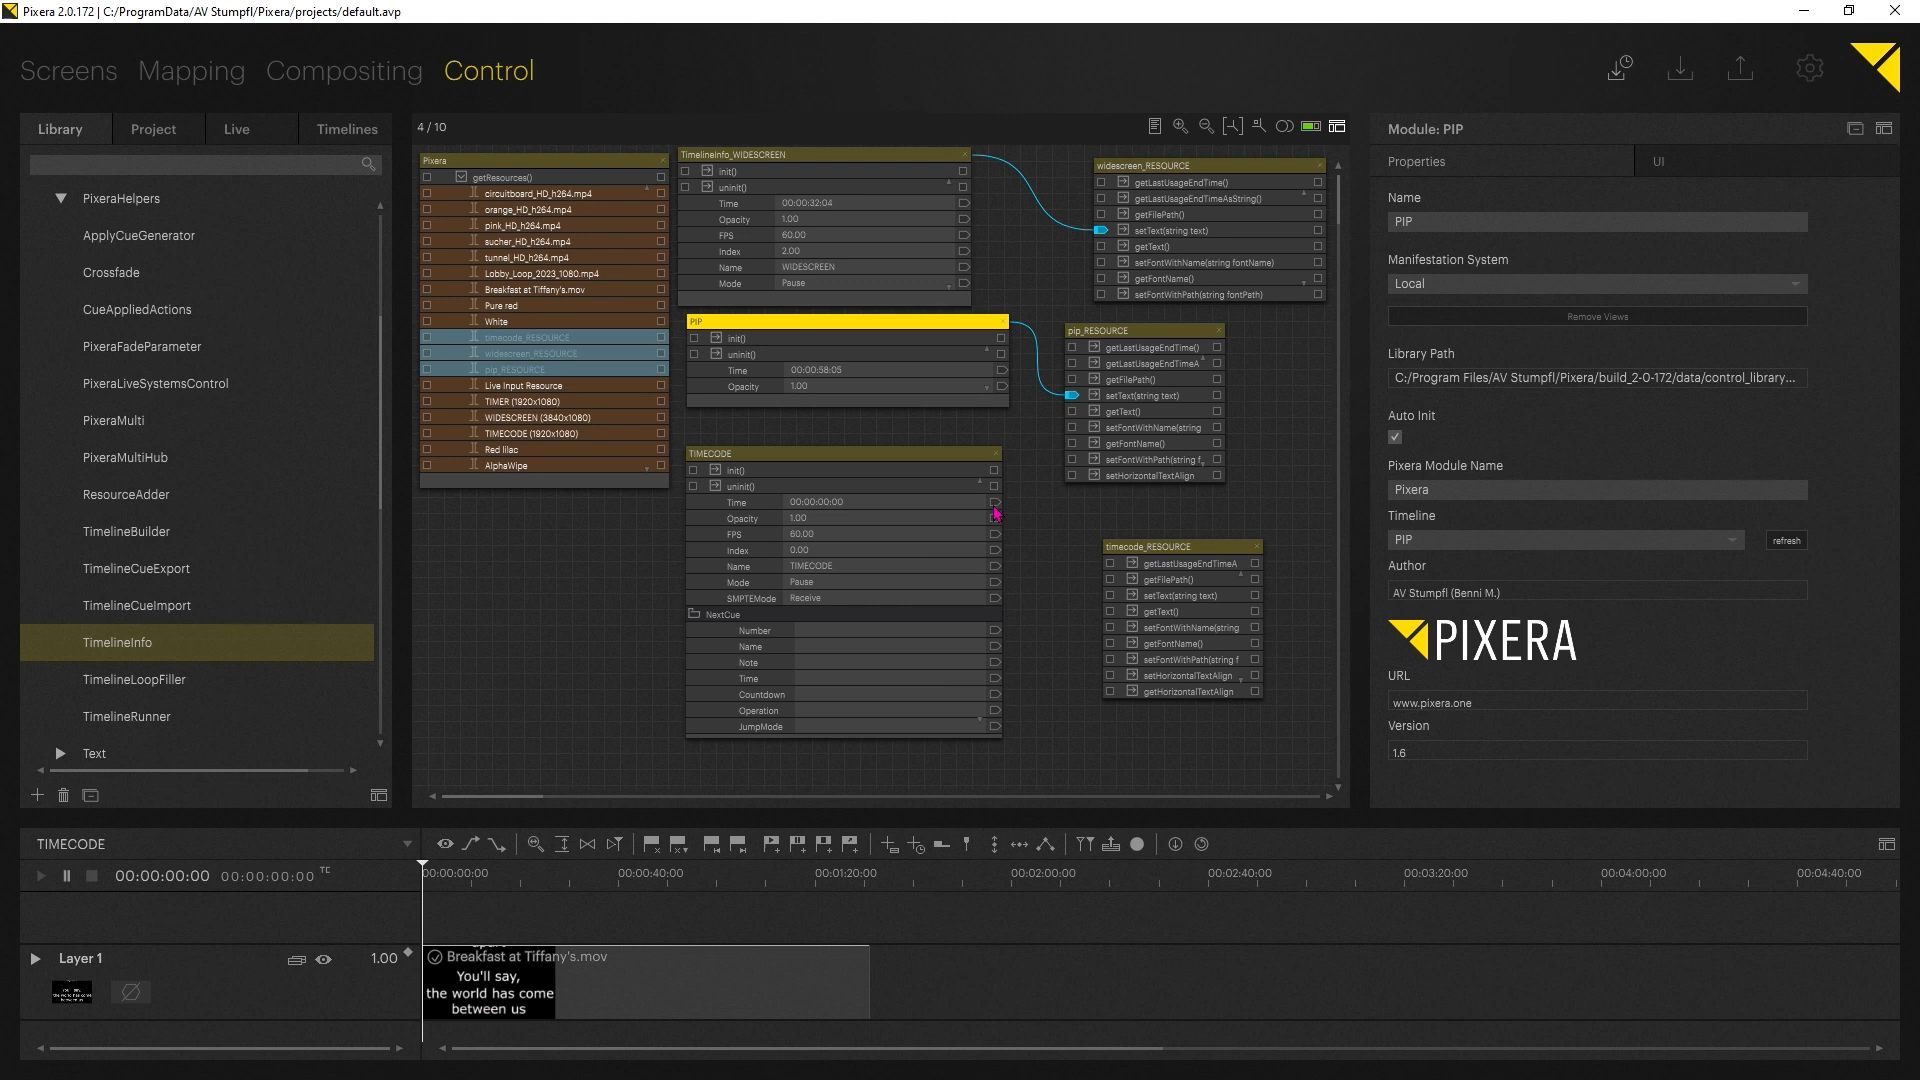 Pixera 2.0.172 | C:/ProgramData/AV Stumpfl/Pixera/projects/default.avp
Screens Mapping Compositing Control
Library Project Live Timelines
PixeraHelpers
ApplyCueGenerator
Crossfade
CueAppliedActions
PixeraFadeParameter
PixeraLiveSystemsControl
PixeraMulti
PixeraMultiHub
ResourceAdder
TimelineBuilder
TimelineCueExport
TimelineCueImport
TimelineInfo
TimelineLoopFiller
TimelineRunner
Text
4 / 10
Pixera
getResources()
circuitboard_HD_h264.mp4
orange_HD_h264.mp4
pink_HD_h264.mp4
sucher_HD_h264.mp4
tunnel_HD_h264.mp4
Lobby_Loop_2023_1080.mp4
Breakfast at Tiffany's.mov
Pure red
White
timecode_RESOURCE
widescreen_RESOURCE
pip_RESOURCE
Live Input Resource
TIMER (1920x1080)
WIDESCREEN (3840x1080)
TIMECODE (1920x1080)
Red lilac
AlphaWipe
TimelineInfo_WIDESCREEN
init()
uninit()
Time 00:00:32:04
Opacity 1.00
FPS 60.00
Index 2.00
Name WIDESCREEN
Mode Pause
PIP
init()
uninit()
Time 00:00:58:05
Opacity 1.00
TIMECODE
init()
uninit()
Time 00:00:00:00
Opacity 1.00
FPS 60.00
Index 0.00
Name TIMECODE
Mode Pause
SMPTEMode Receive
NextCue
Number
Name
Note
Time
Countdown
Operation
JumpMode
widescreen_RESOURCE
getLastUsageEndTime()
getLastUsageEndTimeAsString()
getFilePath()
setText(string text)
getText()
setFontWithName(string fontName)
getFontName()
setFontWithPath(string fontPath)
pip_RESOURCE
getLastUsageEndTime()
getLastUsageEndTimeA
getFilePath()
setText(string text)
getText()
setFontWithName(string
getFontName()
setFontWithPath(string f
setHorizontalTextAlign
timecode_RESOURCE
getLastUsageEndTimeA
getFilePath()
setText(string text)
getText()
setFontWithName(string
getFontName()
setFontWithPath(string f
setHorizontalTextAlign
getHorizontalTextAlign
Module: PIP
Properties UI
Name
PIP
Manifestation System
Local
Remove Views
Library Path
C:/Program Files/AV Stumpfl/Pixera/build_2-0-172/data/control_library...
Auto Init
Pixera Module Name
Pixera
Timeline
PIP refresh
Author
AV Stumpfl (Benni M.)
PIXERA
URL
www.pixera.one
Version
1.6
TIMECODE
00:00:00:00 00:00:00:00 TC
00:00:00:00 00:00:40:00 00:01:20:00 00:02:00:00 00:02:40:00 00:03:20:00 00:04:00:00 00:04:40:00
Layer 1 1.00
Breakfast at Tiffany's.mov
You'll say,
the world has come
between us